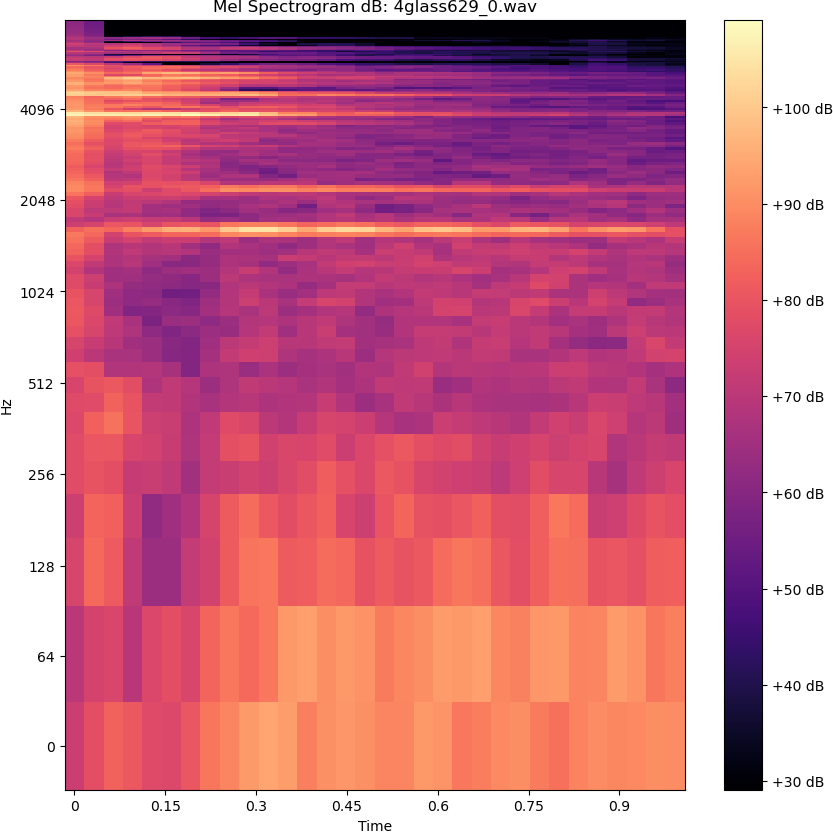 Mel Spectrogram dB: 4glass629_0.wav
4096
2048
1024
512
256
128
64
0
Hz
0 0.15 0.3 0.45 0.6 0.75 0.9
Time
+100 dB
+90 dB
+80 dB
+70 dB
+60 dB
+50 dB
+40 dB
+30 dB